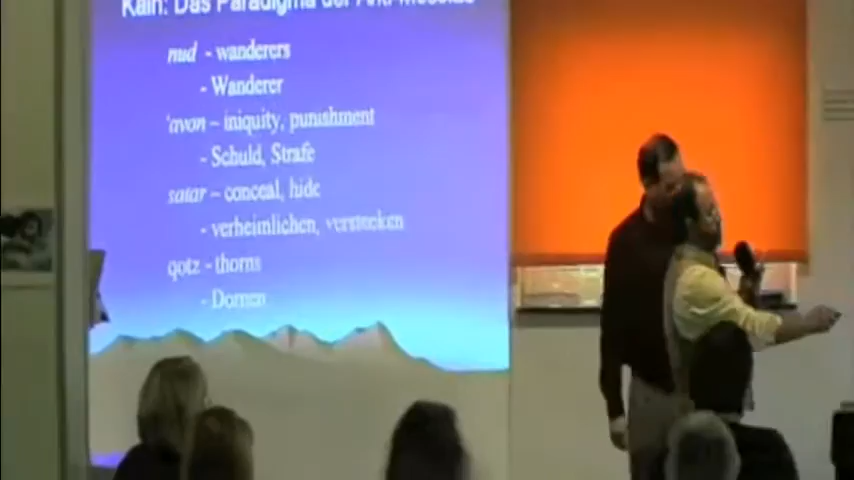 Kain: Das Paradigma der Anti-Messias
nud - wanderers
- Wanderer
'avon – iniquity, punishment
- Schuld, Strafe
satar – conceal, hide
- verheimlichen, verstecken
qotz - thorns
- Dornen